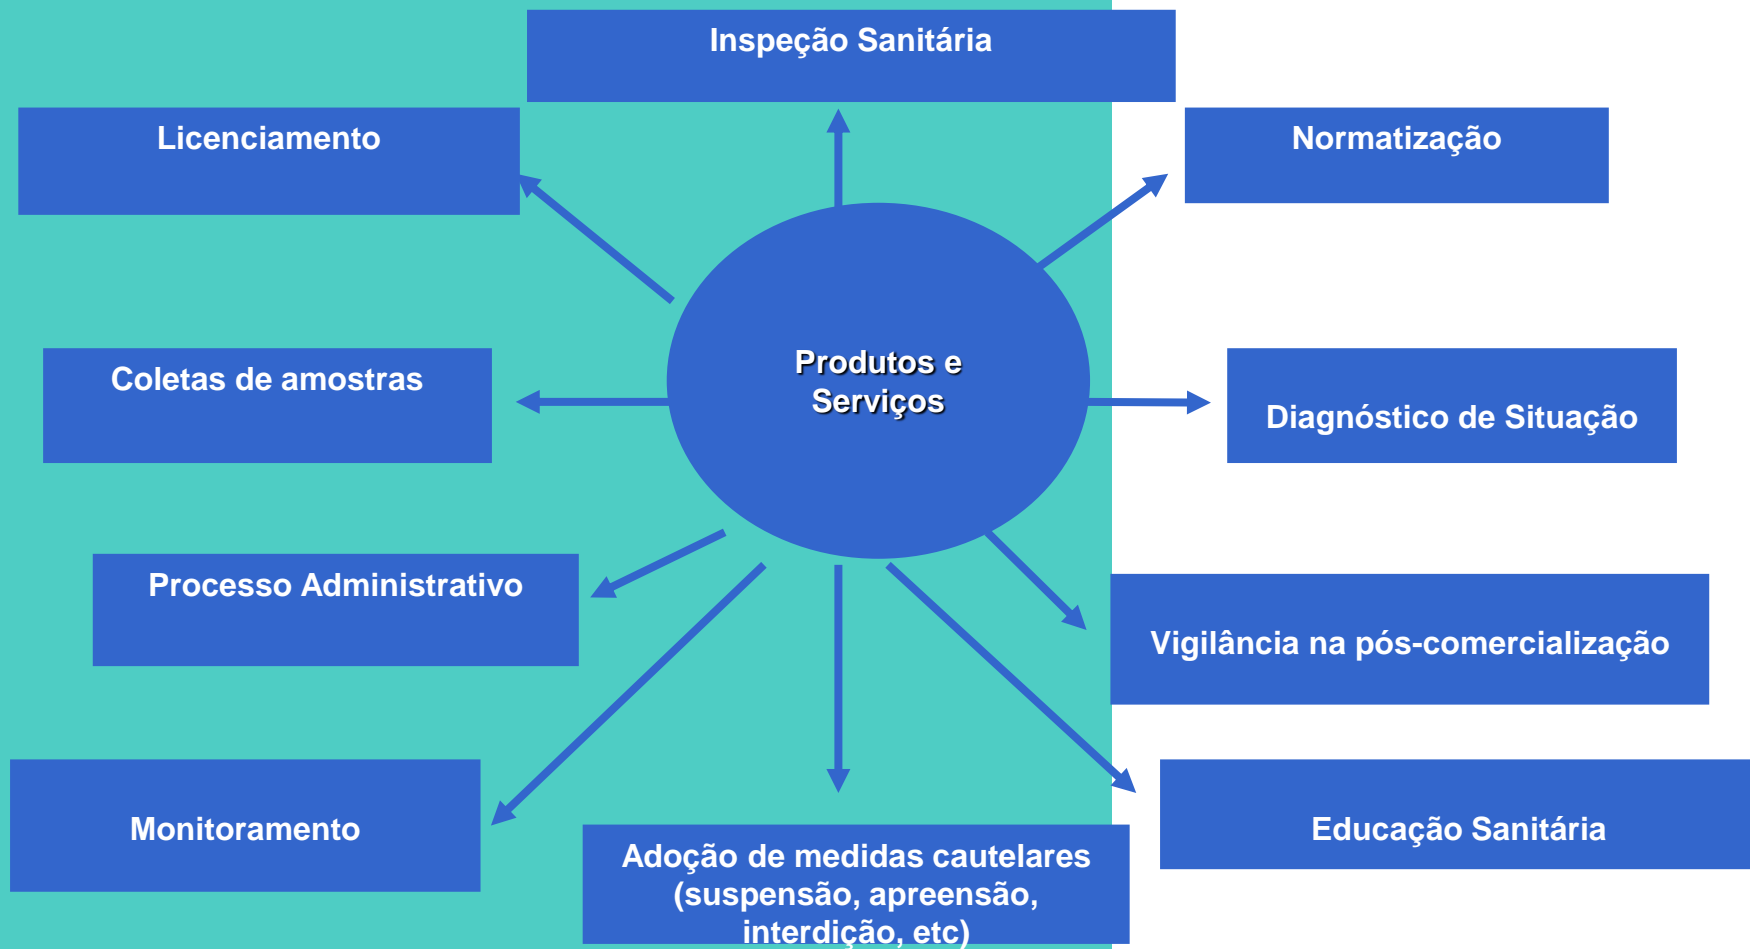 Inspeção Sanitária
Licenciamento
Normatização
Produtos e
Serviços
Coletas de amostras
Diagnóstico de Situação
Processo Administrativo
Vigilância na pós-comercialização
Monitoramento
Educação Sanitária
Adoção de medidas cautelares
(suspensão, apreensão,
interdição, etc)